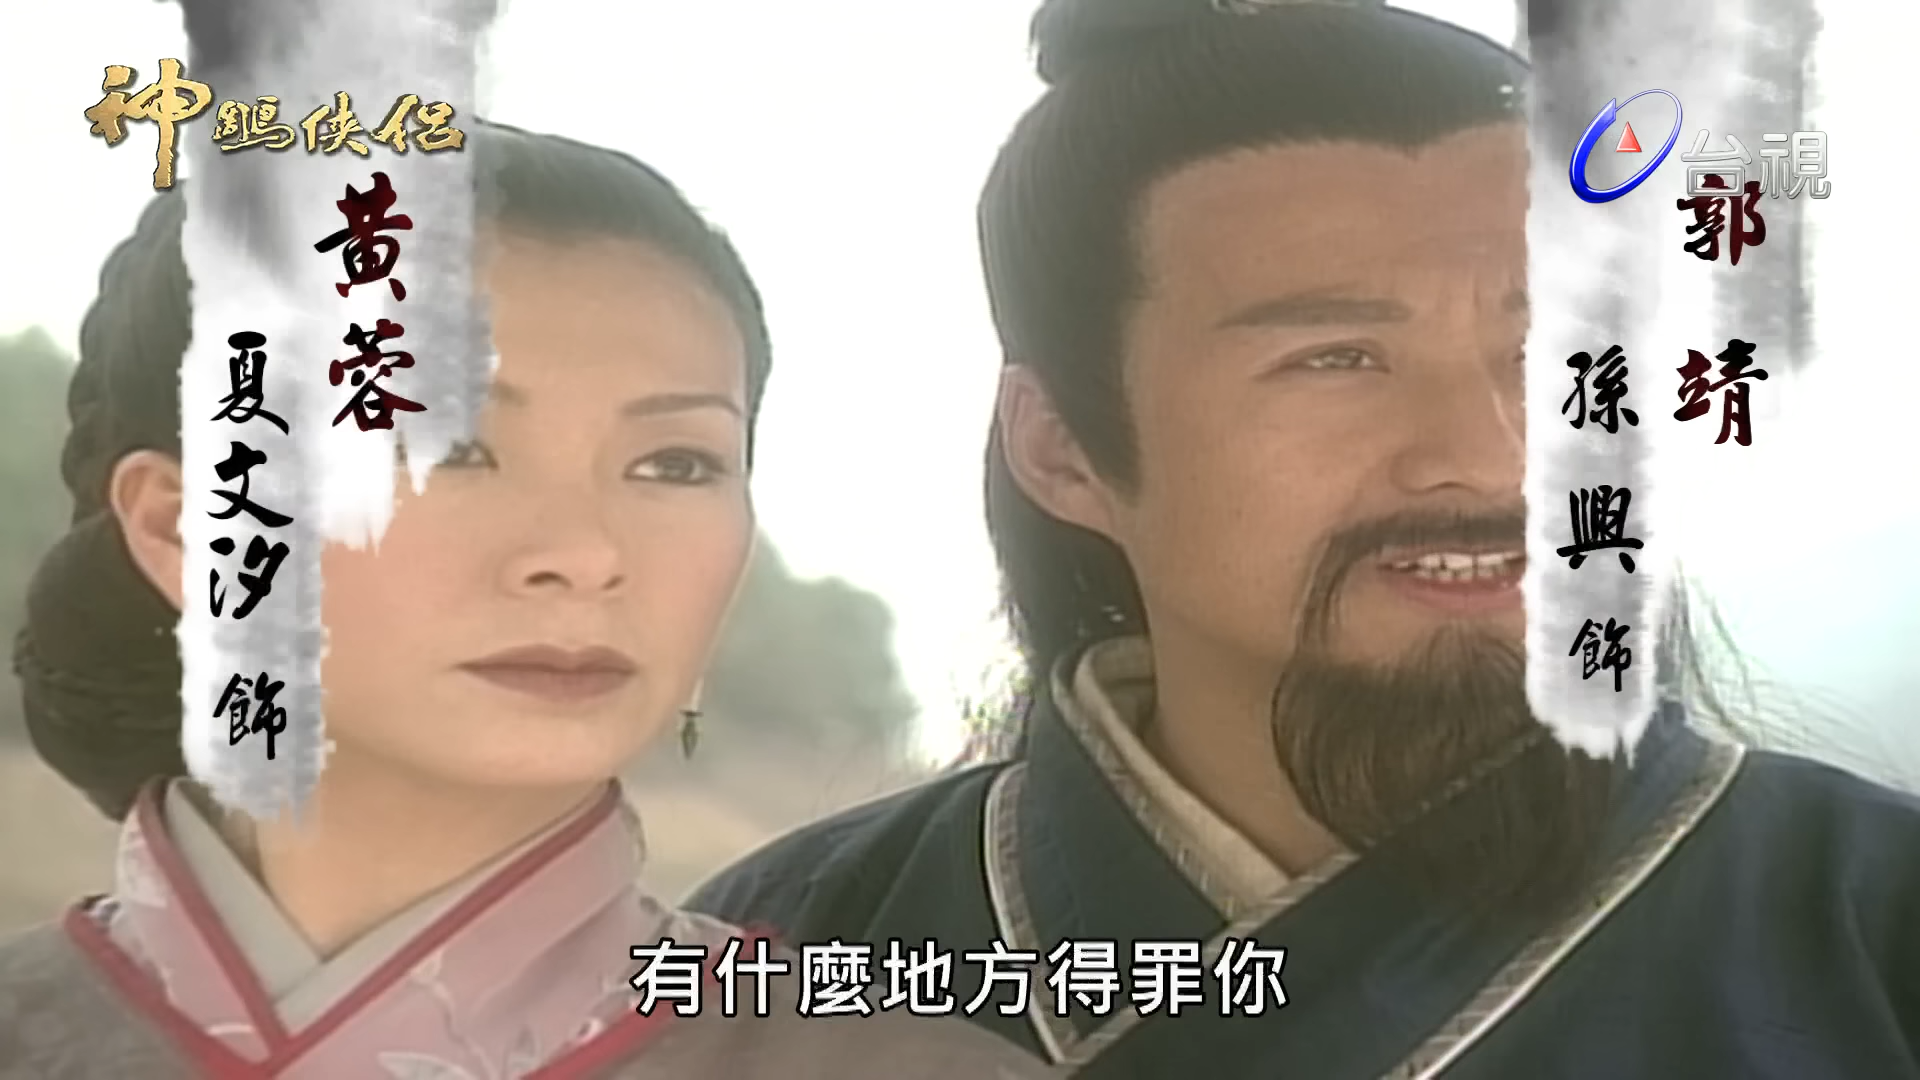 神鵰俠侶
台視
黃蓉
夏文汐 飾
郭靖
孫興 飾
有什麼地方得罪你